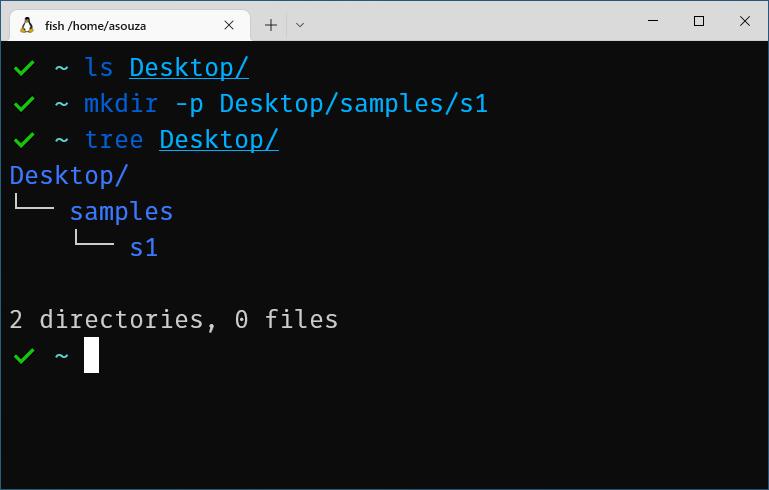 fish /home/asouza
✓ ~ ls Desktop/
✓ ~ mkdir -p Desktop/samples/s1
✓ ~ tree Desktop/
Desktop/
└── samples
    └── s1
2 directories, 0 files
✓ ~